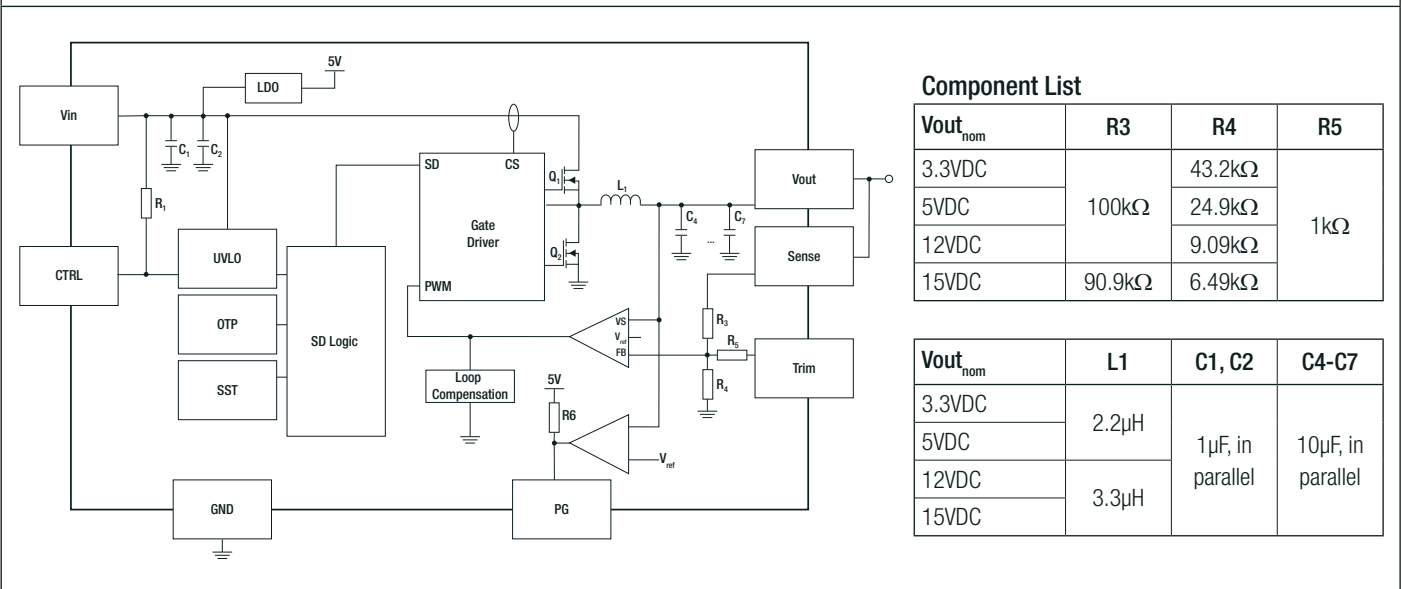 5V
LDO
Vin
C1
C2
R1
CTRL
UVLO
OTP
SST
SD Logic
SD
CS
Gate
Driver
PWM
Q1
Q2
L1
C4
...
C7
Vout
Sense
Trim
VS
Vref
FB
R3
R5
R4
Loop
Compensation
5V
R6
Vref
GND
PG
Component List
Voutnom R3 R4 R5
3.3VDC 100kΩ 43.2kΩ 1kΩ
5VDC 24.9kΩ
12VDC 9.09kΩ
15VDC 90.9kΩ 6.49kΩ
Voutnom L1 C1, C2 C4-C7
3.3VDC 2.2µH 1µF, in parallel 10µF, in parallel
5VDC
12VDC 3.3µH
15VDC